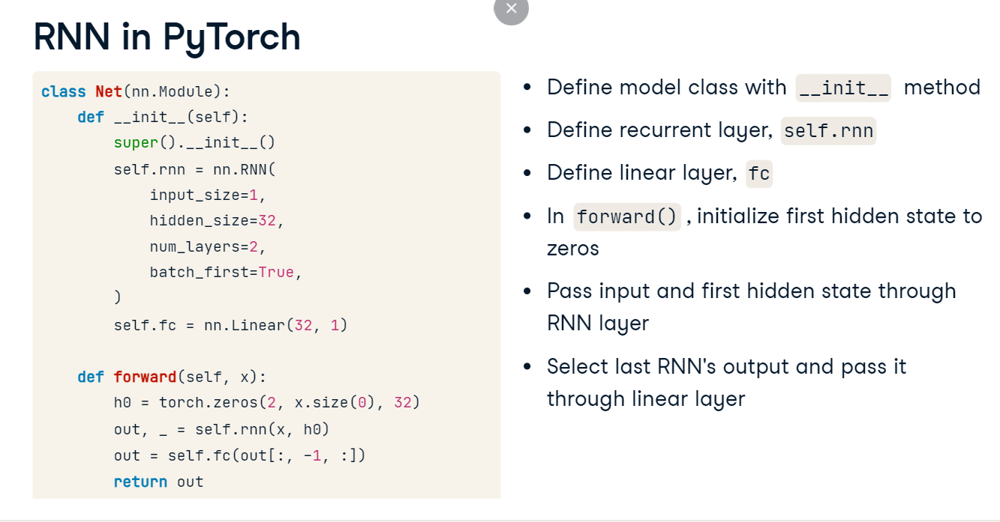 RNN in PyTorch
class Net(nn.Module):
    def __init__(self):
        super().__init__()
        self.rnn = nn.RNN(
            input_size=1,
            hidden_size=32,
            num_layers=2,
            batch_first=True,
        )
        self.fc = nn.Linear(32, 1)

    def forward(self, x):
        h0 = torch.zeros(2, x.size(0), 32)
        out, _ = self.rnn(x, h0)
        out = self.fc(out[:, -1, :])
        return out
• Define model class with __init__ method
• Define recurrent layer, self.rnn
• Define linear layer, fc
• In forward() , initialize first hidden state to
zeros
• Pass input and first hidden state through
RNN layer
• Select last RNN's output and pass it
through linear layer